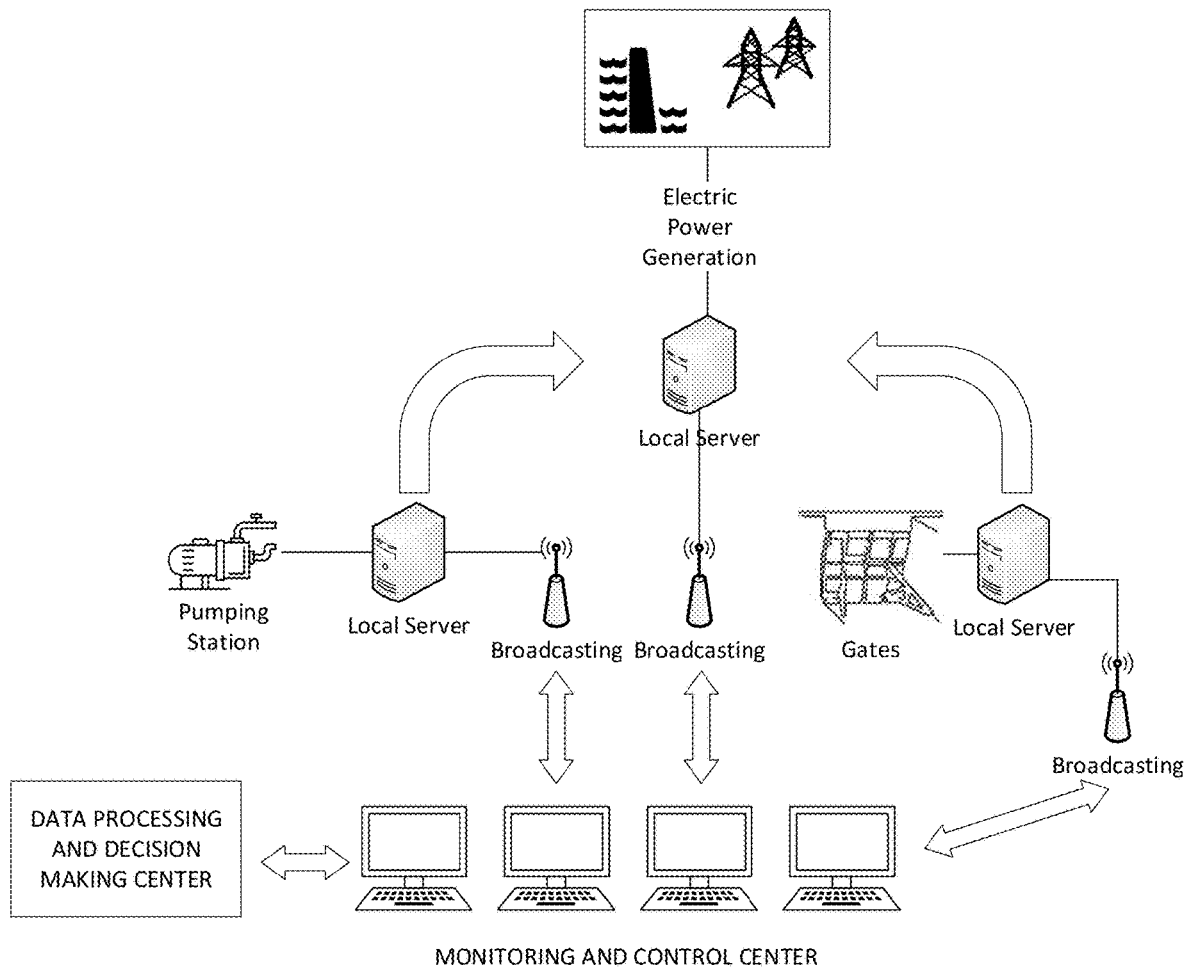 Electric
Power
Generation
Local Server
Pumping
Station
Local Server
Broadcasting
Broadcasting
Gates
Local Server
Broadcasting
DATA PROCESSING
AND DECISION
MAKING CENTER
MONITORING AND CONTROL CENTER